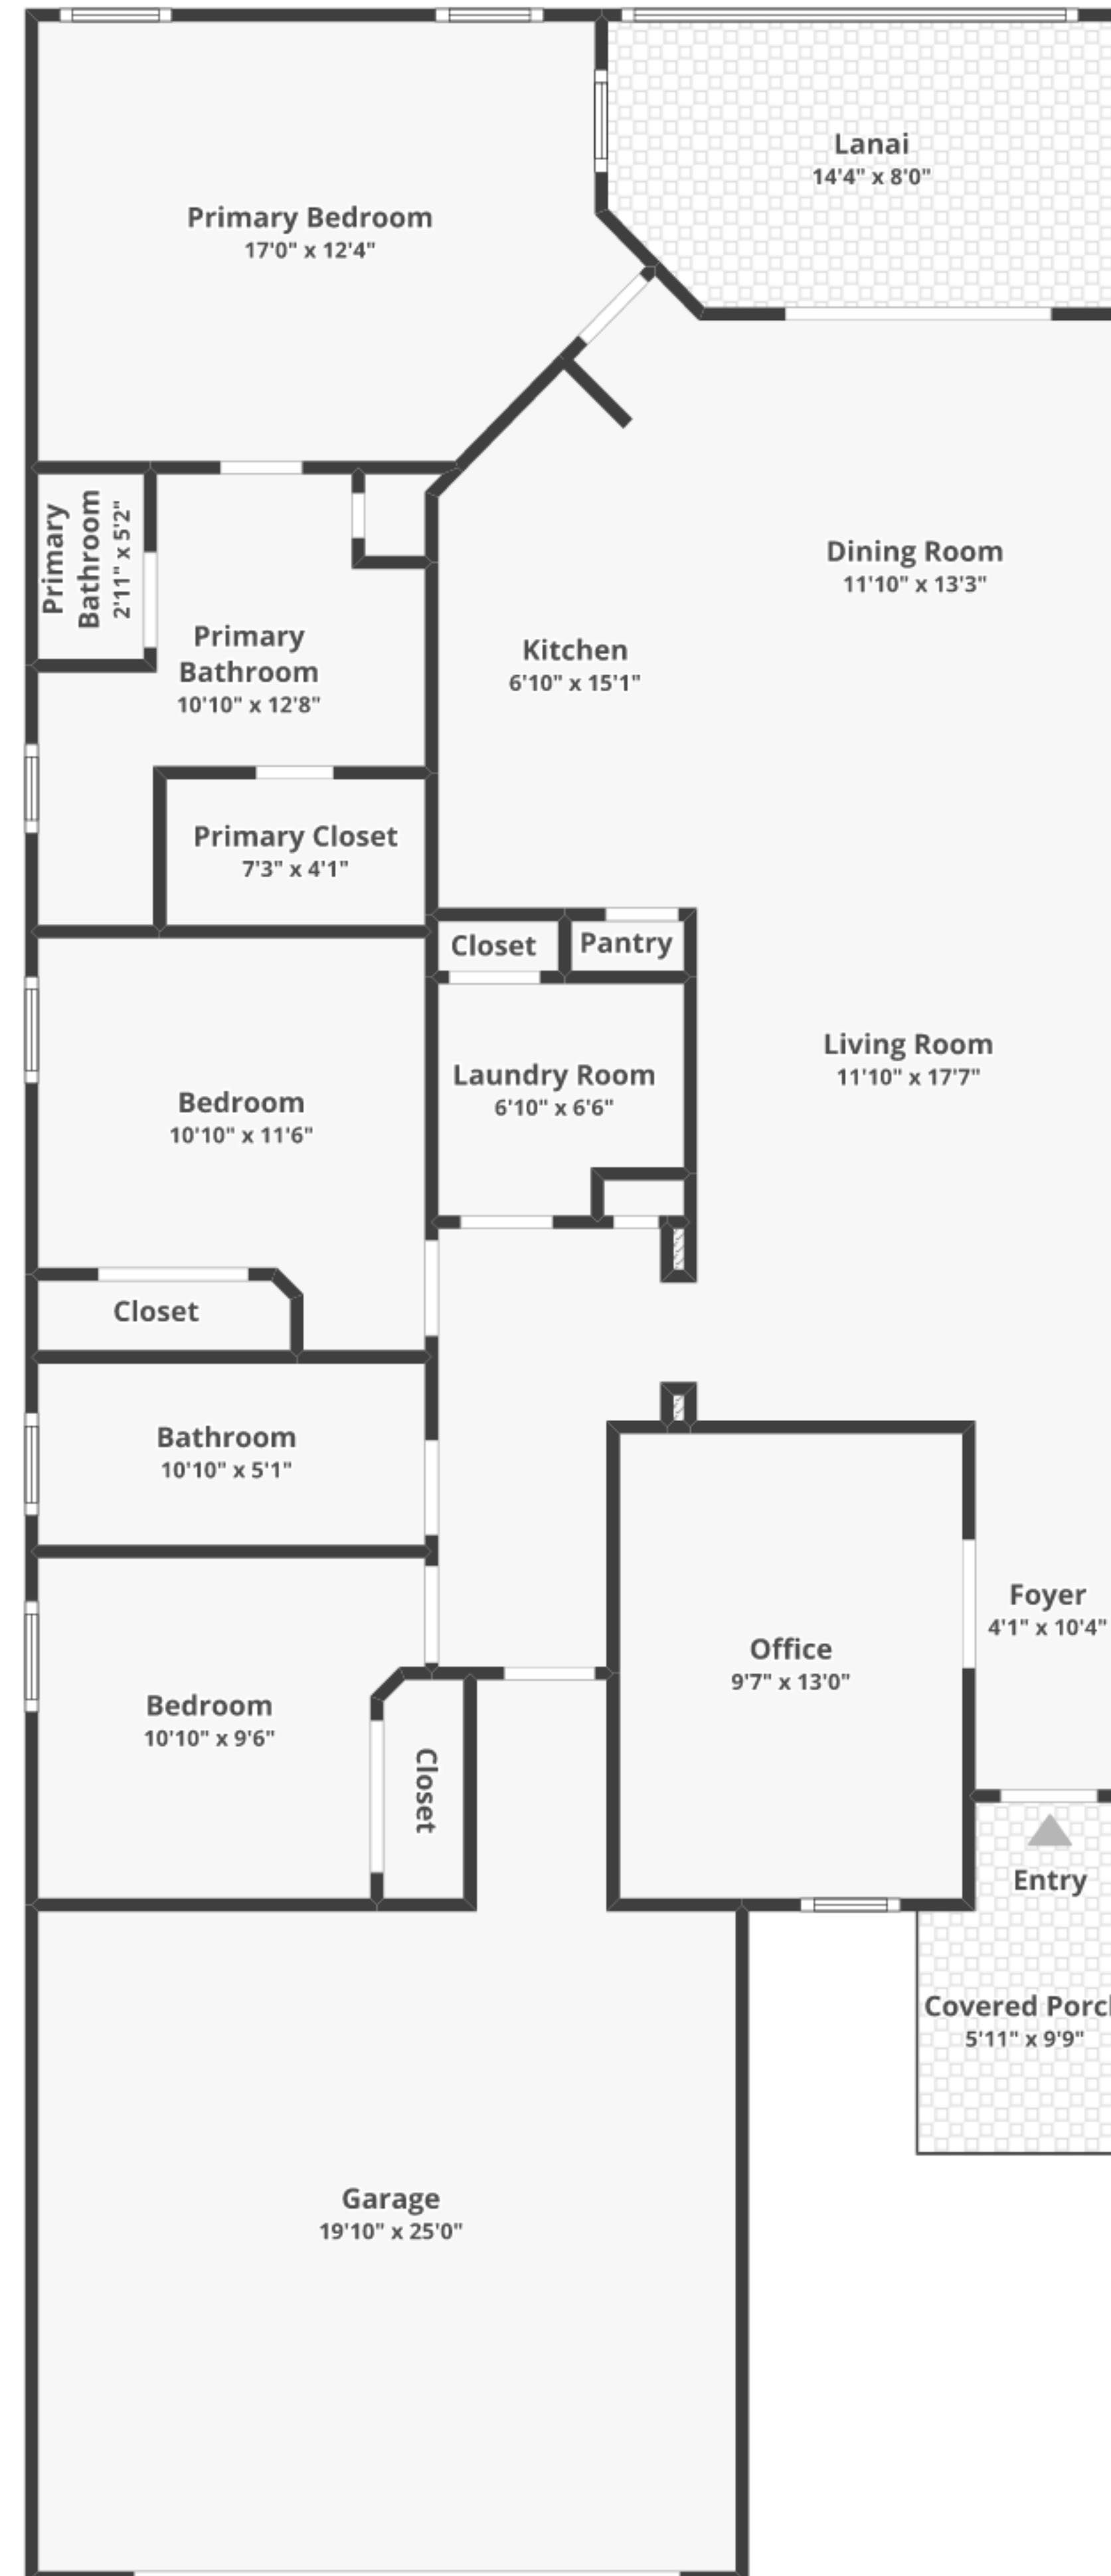 Lanai
14'4" x 8'0"
Primary Bedroom
17'0" x 12'4"
Primary
Bathroom
2'11" x 5'2"
Dining Room
11'10" x 13'3"
Primary
Bathroom
10'10" x 12'8"
Kitchen
6'10" x 15'1"
Primary Closet
7'3" x 4'1"
Closet
Pantry
Living Room
11'10" x 17'7"
Laundry Room
6'10" x 6'6"
Bedroom
10'10" x 11'6"
Closet
Bathroom
10'10" x 5'1"
Foyer
4'1" x 10'4"
Office
9'7" x 13'0"
Bedroom
10'10" x 9'6"
Closet
Entry
Covered Porc
5'11" x 9'9"
Garage
19'10" x 25'0"